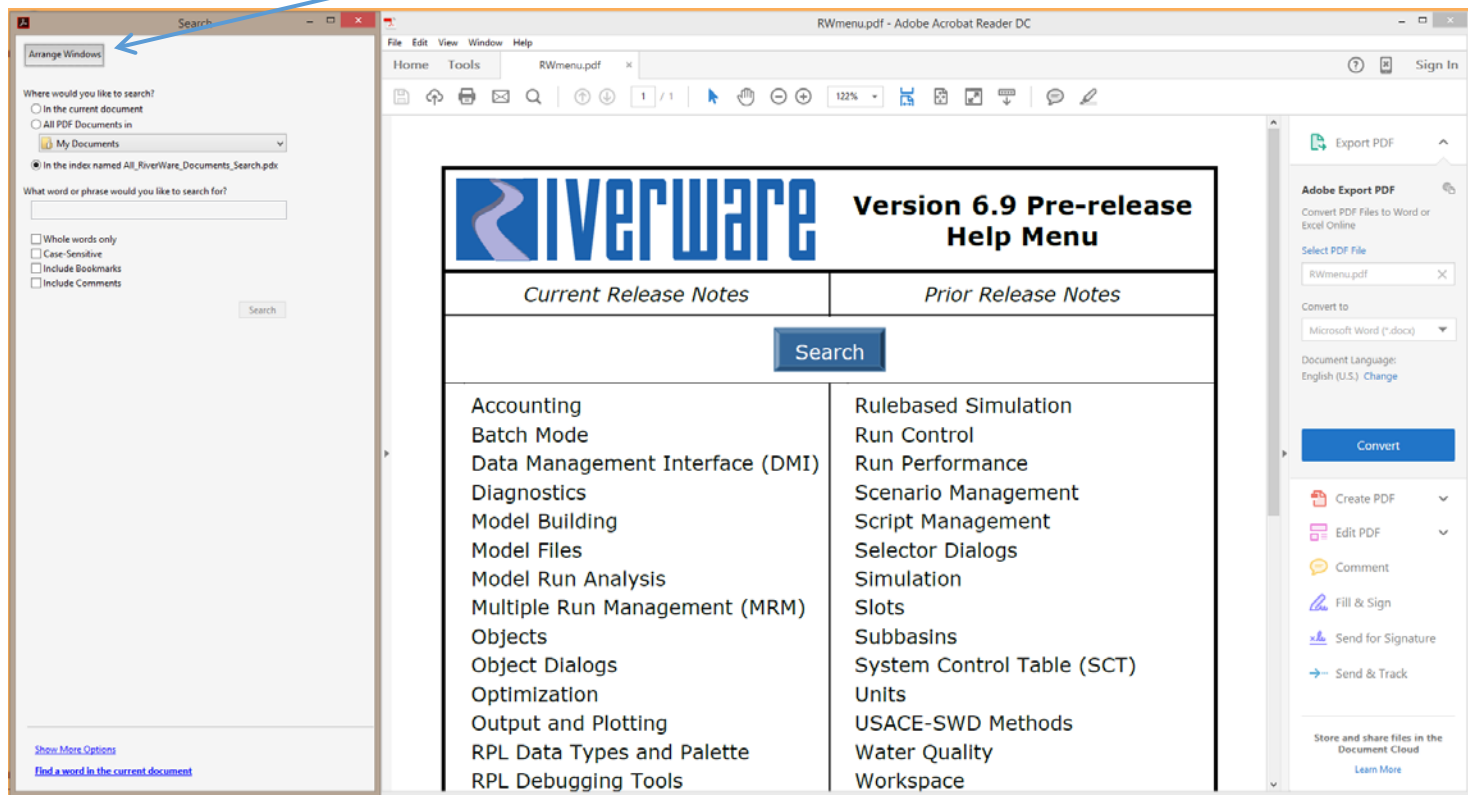 Search
Arrange Windows
Where would you like to search?
In the current document
All PDF Documents in
My Documents
In the index named All_RiverWare_Documents_Search.pdx
What word or phrase would you like to search for?
Whole words only
Case-Sensitive
Include Bookmarks
Include Comments
Search
Show More Options
Find a word in the current document
RWmenu.pdf - Adobe Acrobat Reader DC
File Edit View Window Help
Home Tools RWmenu.pdf × Sign In
1 / 1 122%
RIVerWare
Version 6.9 Pre-release
Help Menu
Current Release Notes
Prior Release Notes
Search
Accounting
Batch Mode
Data Management Interface (DMI)
Diagnostics
Model Building
Model Files
Model Run Analysis
Multiple Run Management (MRM)
Objects
Object Dialogs
Optimization
Output and Plotting
RPL Data Types and Palette
RPL Debugging Tools
Rulebased Simulation
Run Control
Run Performance
Scenario Management
Script Management
Selector Dialogs
Simulation
Slots
Subbasins
System Control Table (SCT)
Units
USACE-SWD Methods
Water Quality
Workspace
Export PDF
Adobe Export PDF
Convert PDF Files to Word or
Excel Online
Select PDF File
RWmenu.pdf
Convert to
Microsoft Word (*.docx)
Document Language:
English (U.S.) Change
Convert
Create PDF
Edit PDF
Comment
Fill & Sign
Send for Signature
Send & Track
Store and share files in the
Document Cloud
Learn More